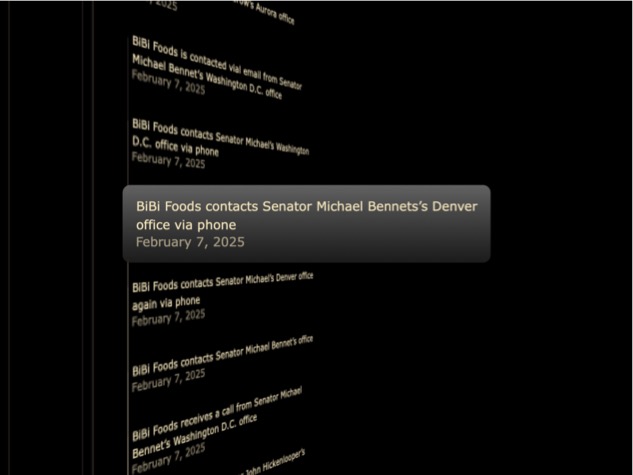 2025
Aurora office
BiBi Foods is contacted vial email from Senator
Michael Bennet's Washington D.C. office
February 7, 2025
BiBi Foods contacts Senator Michael's Washington
D.C. office via phone
February 7, 2025
BiBi Foods contacts Senator Michael Bennets's Denver
office via phone
February 7, 2025
BiBi Foods contacts Senator Michael's Denver office
again via phone
February 7, 2025
BiBi Foods contacts Senator Michael Bennet's office
February 7, 2025
BiBi Foods receives a call from Senator Michael
Bennet's Washington D.C. office
February 7, 2025
John Hickenlooper's